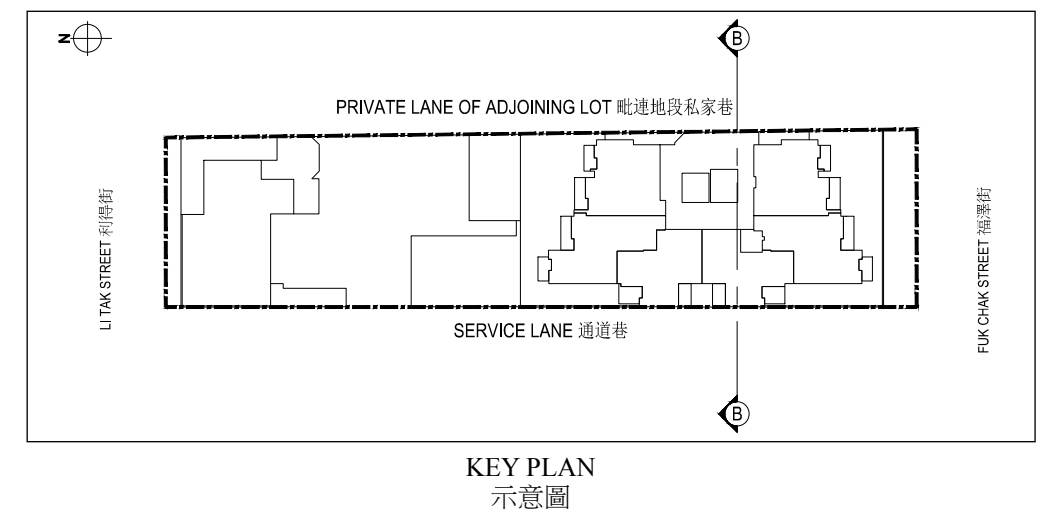 N
B
PRIVATE LANE OF ADJOINING LOT 毗連地段私家巷
LI TAK STREET 利得街
FUK CHAK STREET 福澤街
SERVICE LANE 通道巷
B
KEY PLAN
示意圖